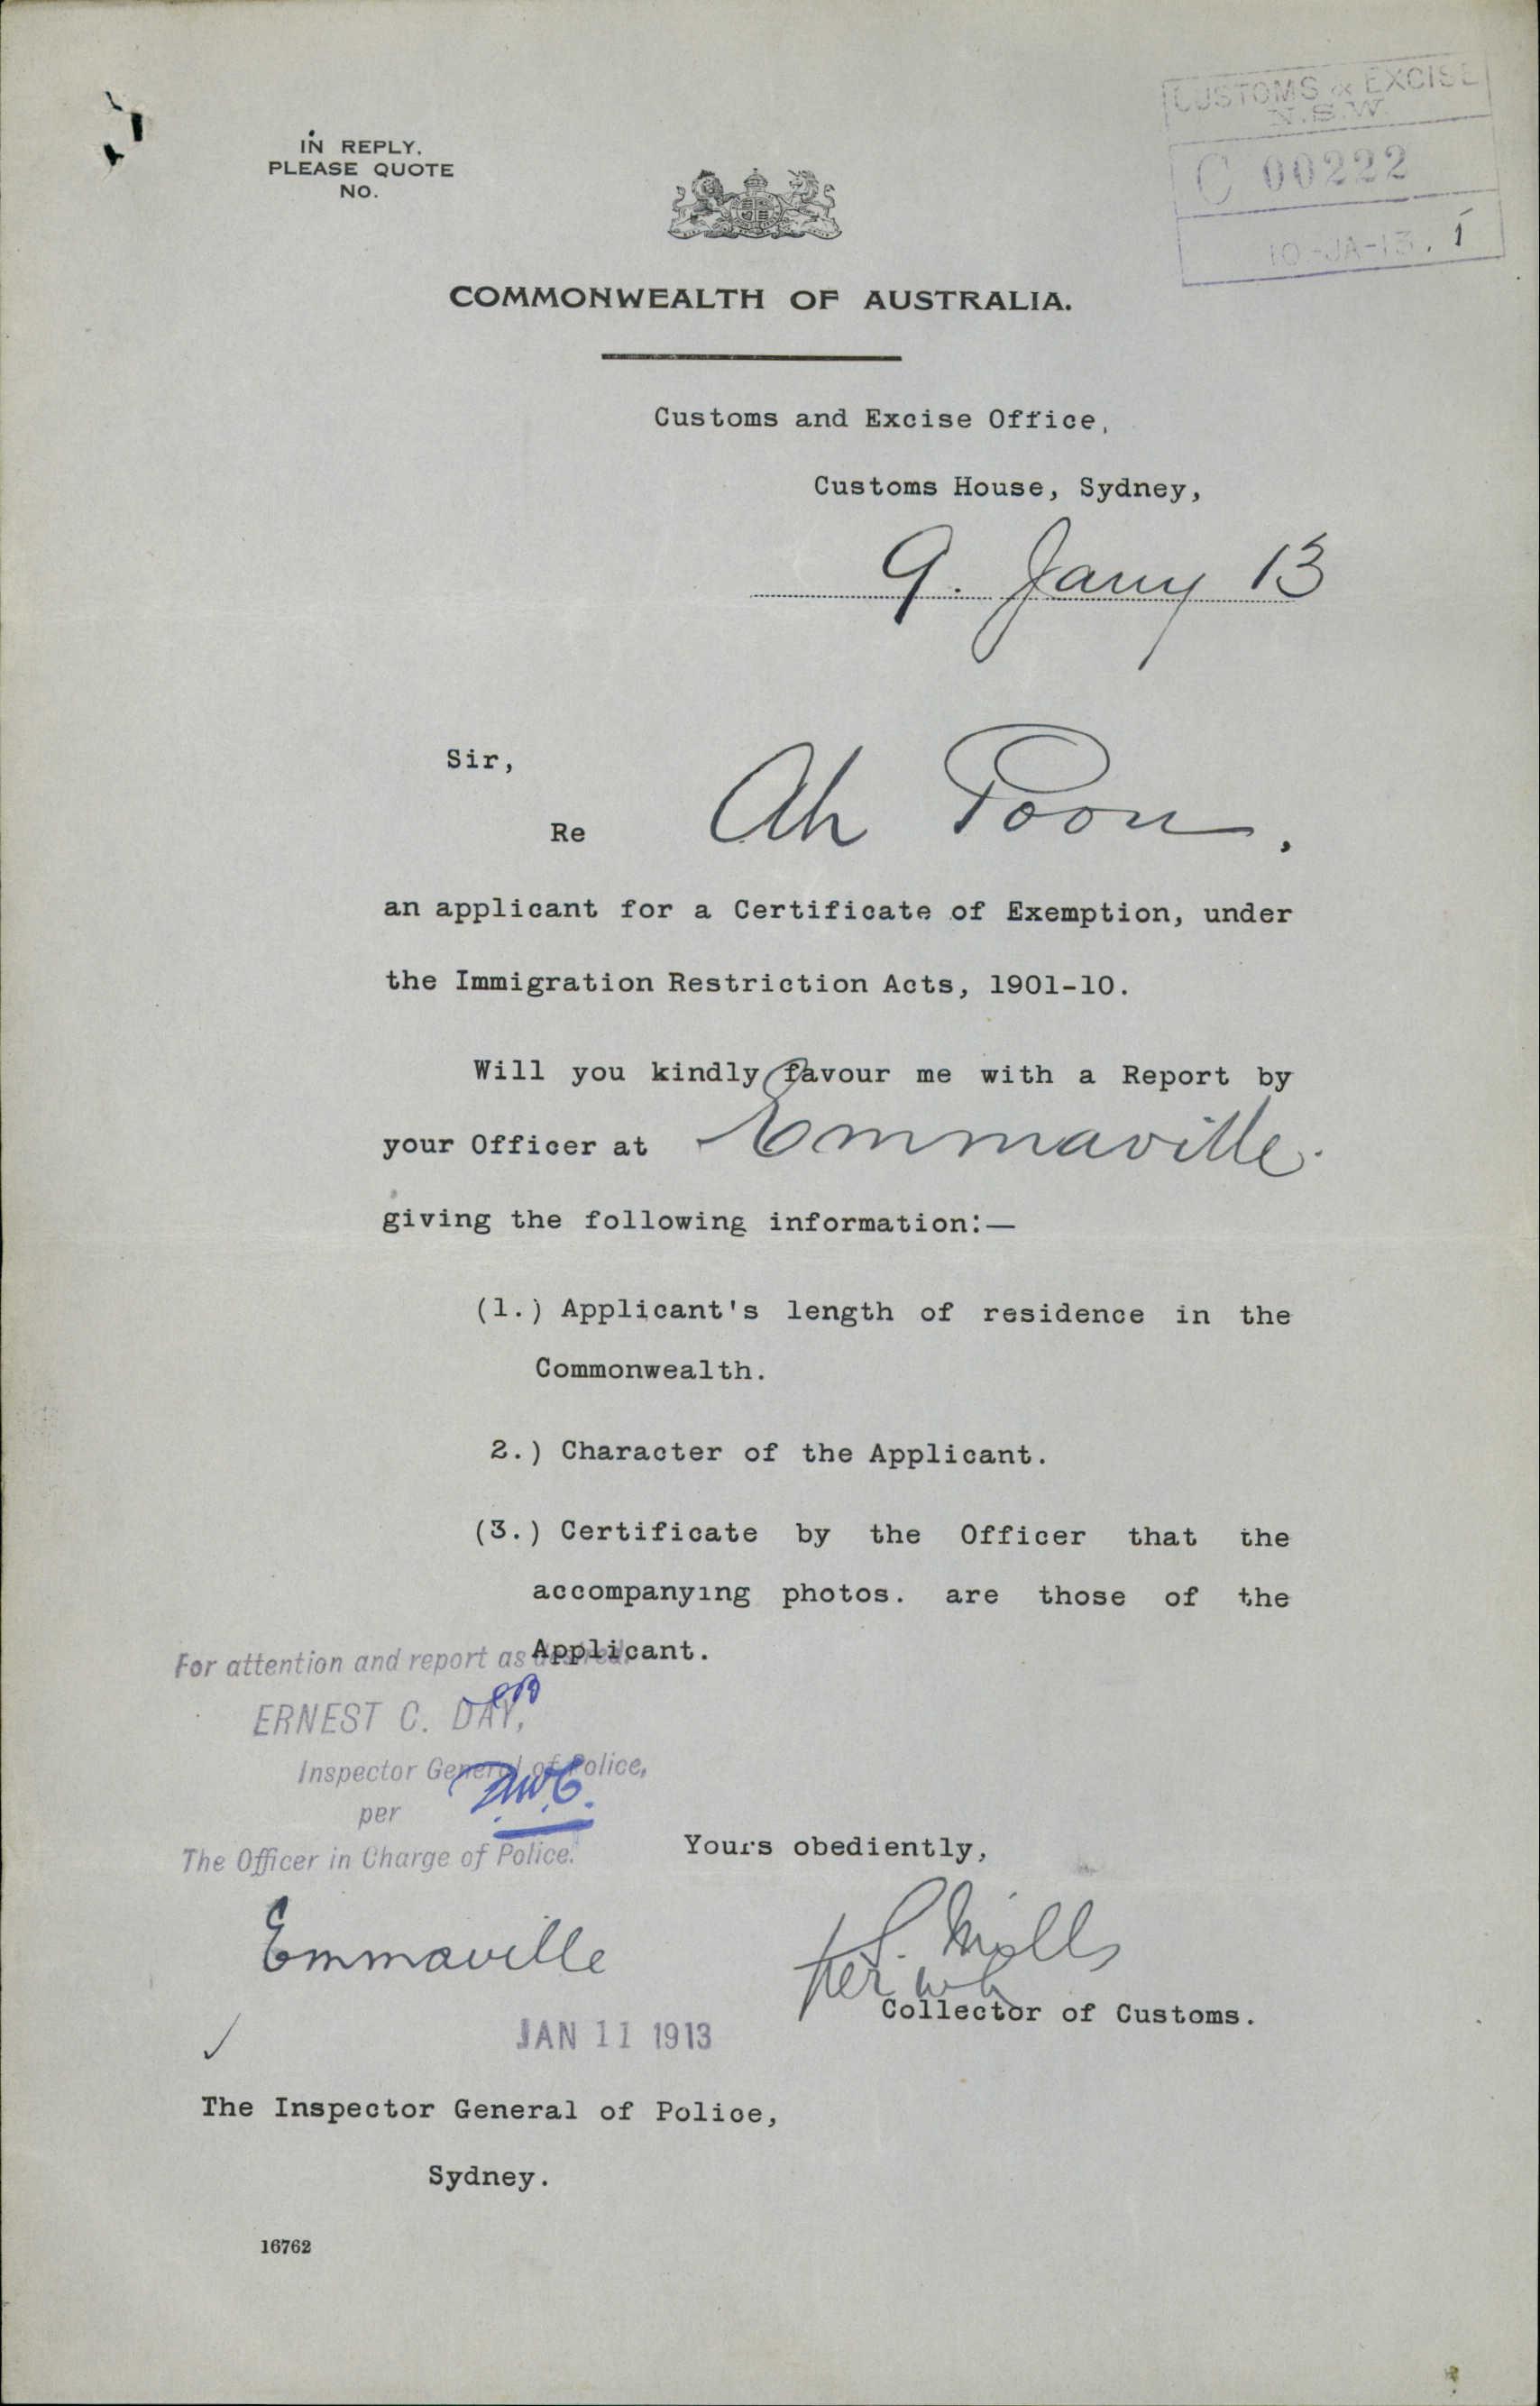 IN REPLY.
PLEASE QUOTE
NO.
CUSTOMS & EXCISE
N.S.W.
C 00222
10-JA-13. 1
COMMONWEALTH OF AUSTRALIA.
Customs and Excise Office,
Customs House, Sydney,
9. Jany 13
Sir,
Re Ah Poon,
an applicant for a Certificate of Exemption, under
the Immigration Restriction Acts, 1901-10.
Will you kindly favour me with a Report by
your Officer at Emmaville.
giving the following information:—
(1.) Applicant's length of residence in the
Commonwealth.
2.) Character of the Applicant.
(3.) Certificate by the Officer that the
accompanying photos. are those of the
Applicant.
For attention and report as desired.
ERNEST C. DAY,
Inspector General of Police,
per
The Officer in Charge of Police.
Emmaville
JAN 11 1913
Yours obediently,
S. Mills
per
Collector of Customs.
The Inspector General of Police,
Sydney.
16762